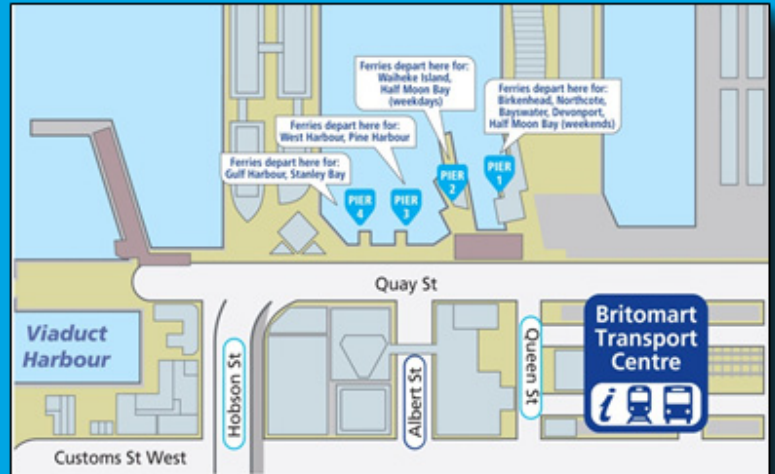 Ferries depart here for:
Waiheke Island,
Half Moon Bay
(weekdays)
Ferries depart here for:
Birkenhead, Northcote,
Bayswater, Devonport,
Half Moon Bay (weekends)
Ferries depart here for:
West Harbour, Pine Harbour
Ferries depart here for:
Gulf Harbour, Stanley Bay
PIER
4
PIER
3
PIER
2
PIER
1
Quay St
Viaduct
Harbour
Hobson St
Albert St
Queen St
Britomart
Transport
Centre
i
Customs St West